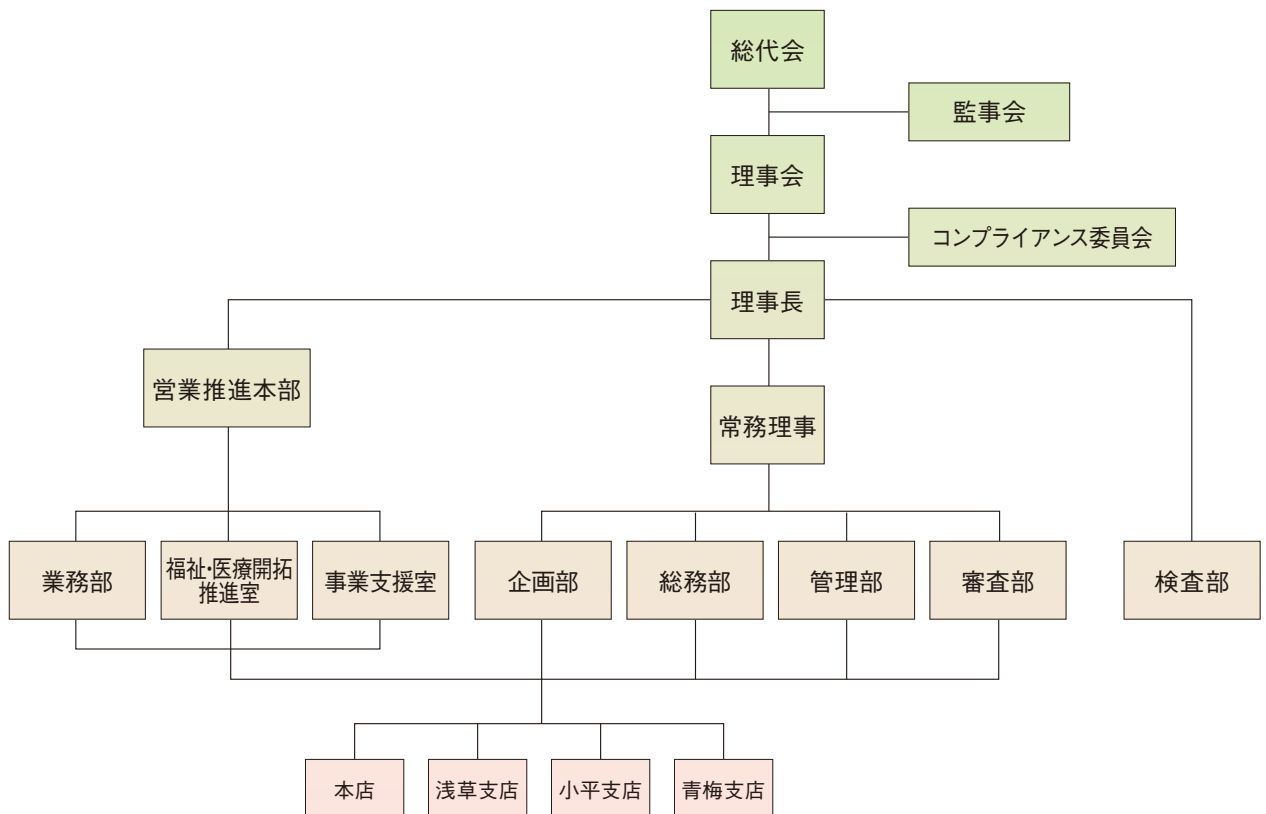 総代会
監事会
理事会
コンプライアンス委員会
理事長
営業推進本部
常務理事
業務部
福祉・医療開拓
推進室
事業支援室
企画部
総務部
管理部
審査部
検査部
本店
浅草支店
小平支店
青梅支店